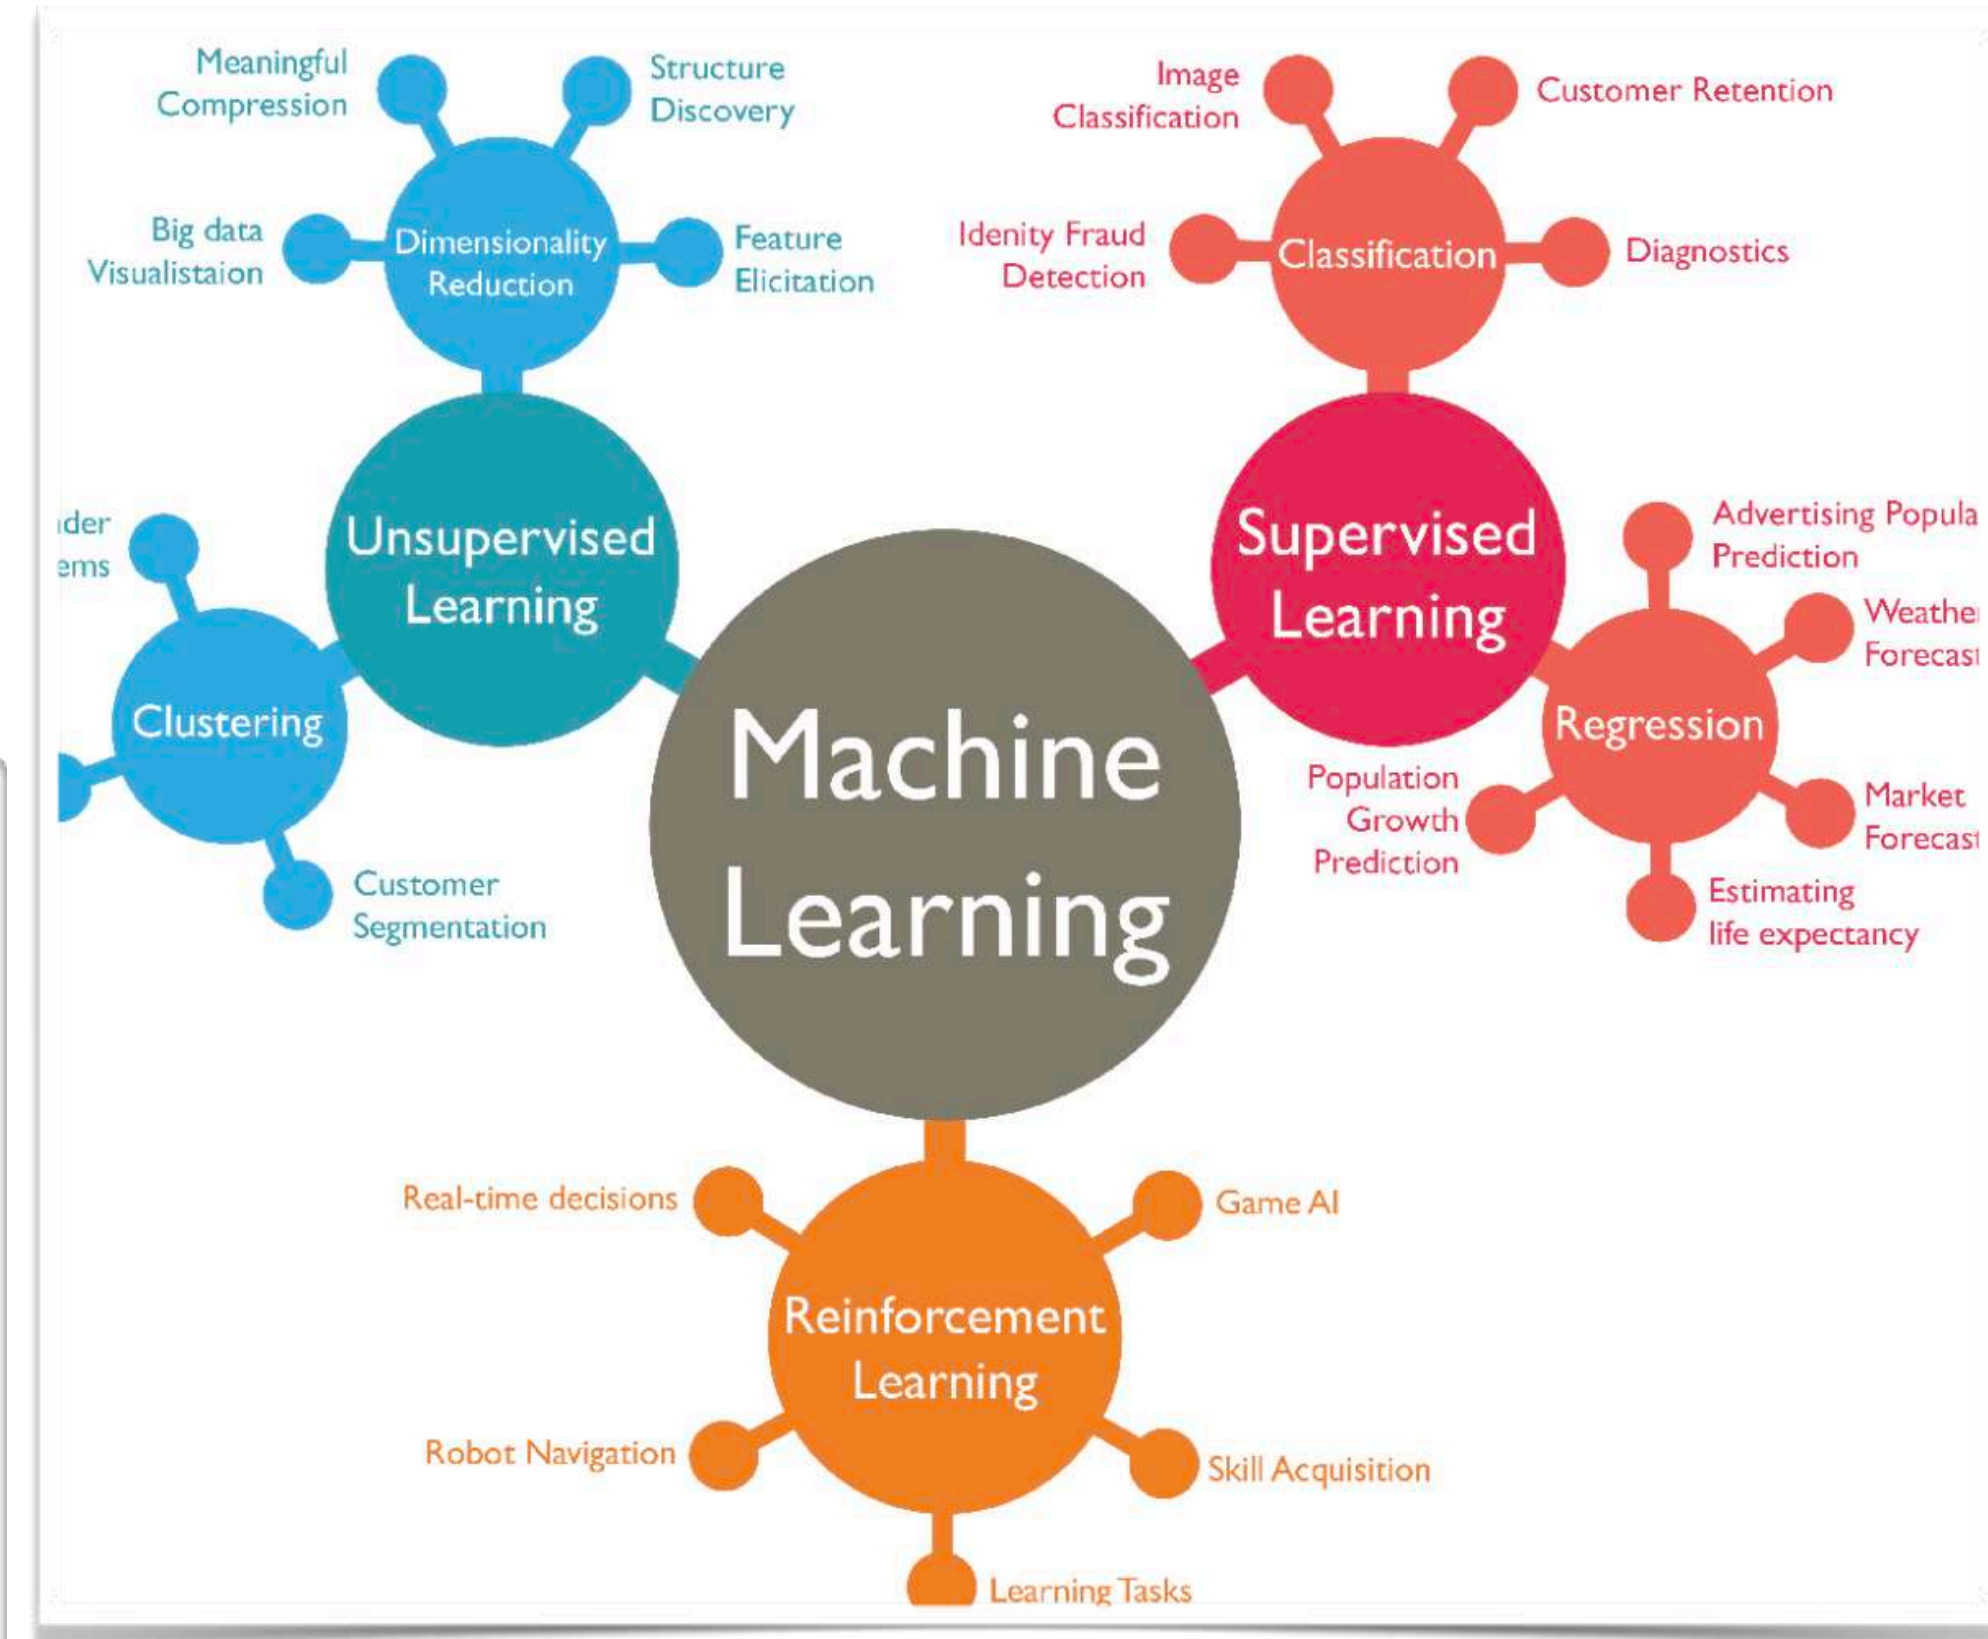 Meaningful
Compression
Structure
Discovery
Big data
Visualistaion
Dimensionality
Reduction
Feature
Elicitation
Image
Classification
Customer Retention
Idenity Fraud
Detection
Classification
Diagnostics
Unsupervised
Learning
Supervised
Learning
Clustering
Customer
Segmentation
Machine
Learning
Advertising Popula
Prediction
Weathe
Forecast
Regression
Population
Growth
Prediction
Market
Forecast
Estimating
life expectancy
Real-time decisions
Game AI
Reinforcement
Learning
Robot Navigation
Skill Acquisition
Learning Tasks